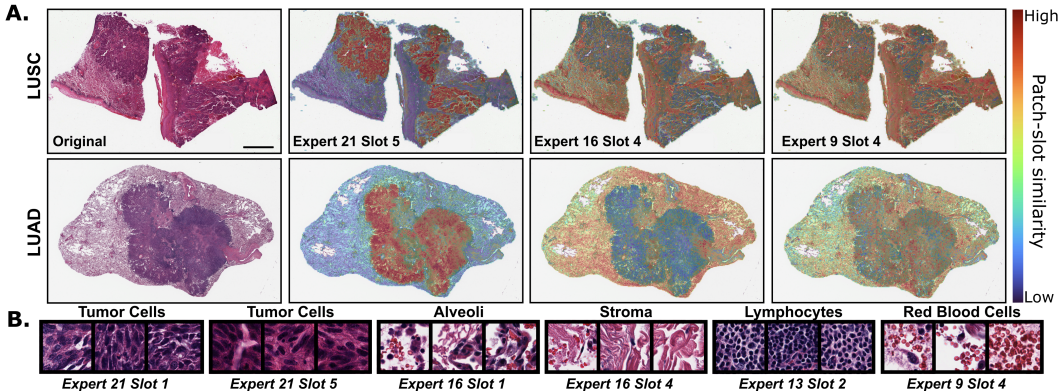 A.
High
LUSC
Original
Expert 21 Slot 5
Expert 16 Slot 4
Expert 9 Slot 4
Patch-slot similarity
LUAD
Low
B.
Tumor Cells
Tumor Cells
Alveoli
Stroma
Lymphocytes
Red Blood Cells
Expert 21 Slot 1
Expert 21 Slot 5
Expert 16 Slot 1
Expert 16 Slot 4
Expert 13 Slot 2
Expert 9 Slot 4